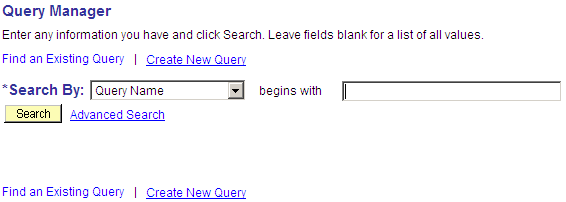 Query Manager
Enter any information you have and click Search. Leave fields blank for a list of all values.
Find an Existing Query | Create New Query
*Search By: Query Name begins with
Search Advanced Search
Find an Existing Query | Create New Query